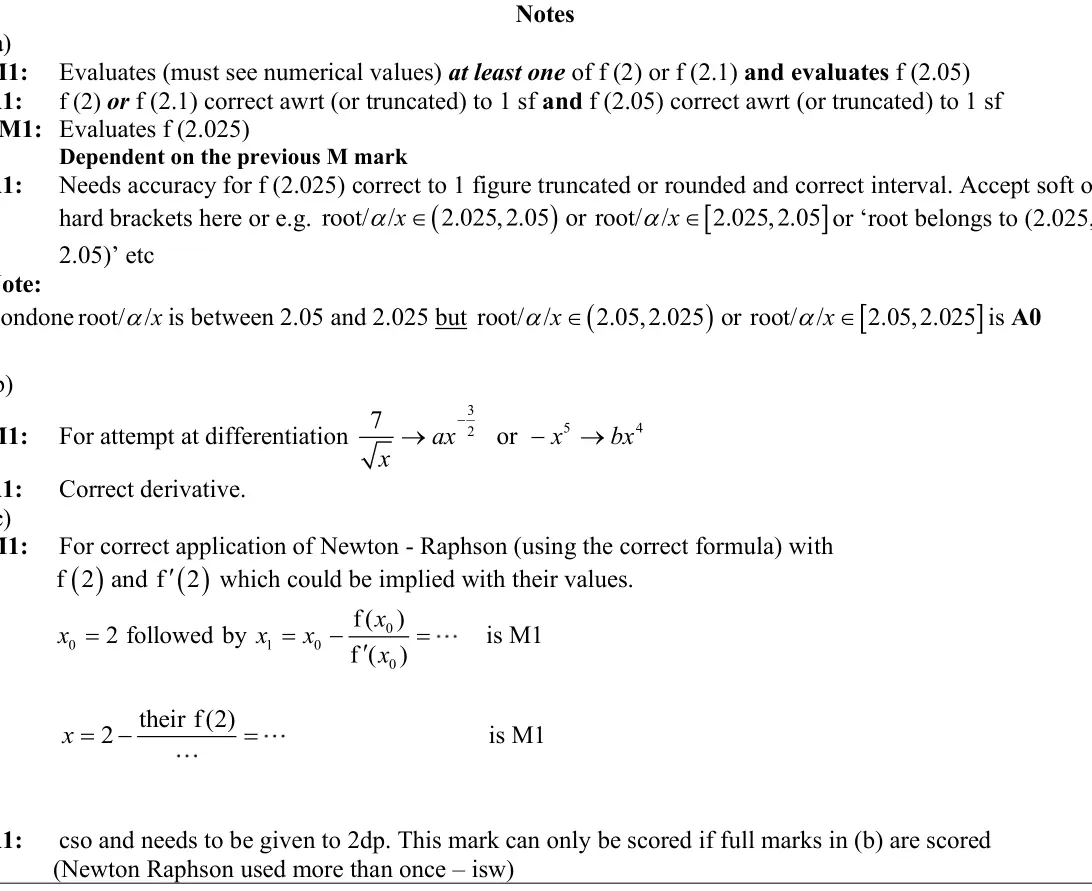 Notes
a)
M1: Evaluates (must see numerical values) at least one of f (2) or f (2.1) and evaluates f (2.05)
1: f (2) or f (2.1) correct awrt (or truncated) to 1 sf and f (2.05) correct awrt (or truncated) to 1 sf
M1: Evaluates f (2.025)
Dependent on the previous M mark
1: Needs accuracy for f (2.025) correct to 1 figure truncated or rounded and correct interval. Accept soft o
hard brackets here or e.g. root/α/x ∈ (2.025, 2.05) or root/α/x ∈ [2.025, 2.05] or ‘root belongs to (2.025,
2.05)’ etc
ote:
ondone root/α/x is between 2.05 and 2.025 but root/α/x ∈ (2.05, 2.025) or root/α/x ∈ [2.05, 2.025] is A0
b)
M1: For attempt at differentiation 7/√x → ax^(-3/2) or − x^5 → bx^4
1: Correct derivative.
c)
M1: For correct application of Newton - Raphson (using the correct formula) with
f (2) and f′(2) which could be implied with their values.
x₀ = 2 followed by x₁ = x₀ − f(x₀)/f′(x₀) = ⋯ is M1
x = 2 − their f(2)/⋯ = ⋯ is M1
1: cso and needs to be given to 2dp. This mark can only be scored if full marks in (b) are scored
(Newton Raphson used more than once – isw)